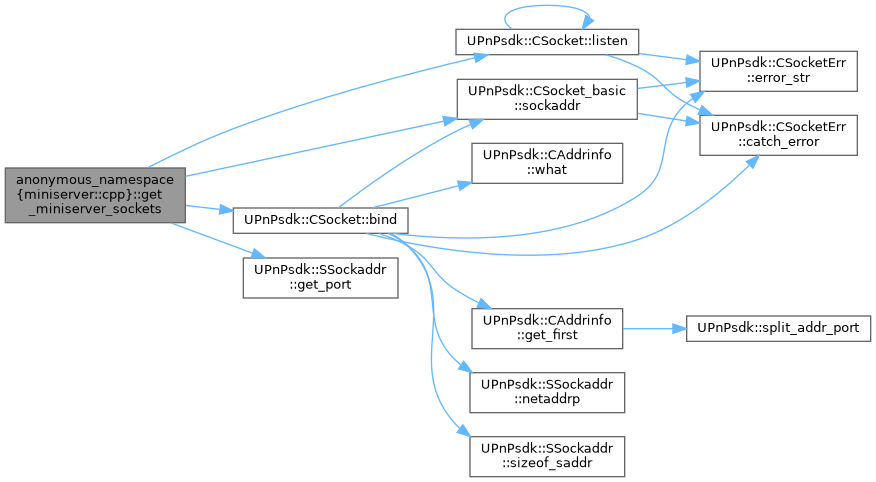 anonymous_namespace
{miniserver::cpp}::get
_miniserver_sockets
UPnPsdk::CSocket::listen
UPnPsdk::CSocket_basic
::sockaddr
UPnPsdk::CAddrinfo
::what
UPnPsdk::CSocket::bind
UPnPsdk::SSockaddr
::get_port
UPnPsdk::CSocketErr
::error_str
UPnPsdk::CSocketErr
::catch_error
UPnPsdk::CAddrinfo
::get_first
UPnPsdk::split_addr_port
UPnPsdk::SSockaddr
::netaddrp
UPnPsdk::SSockaddr
::sizeof_saddr